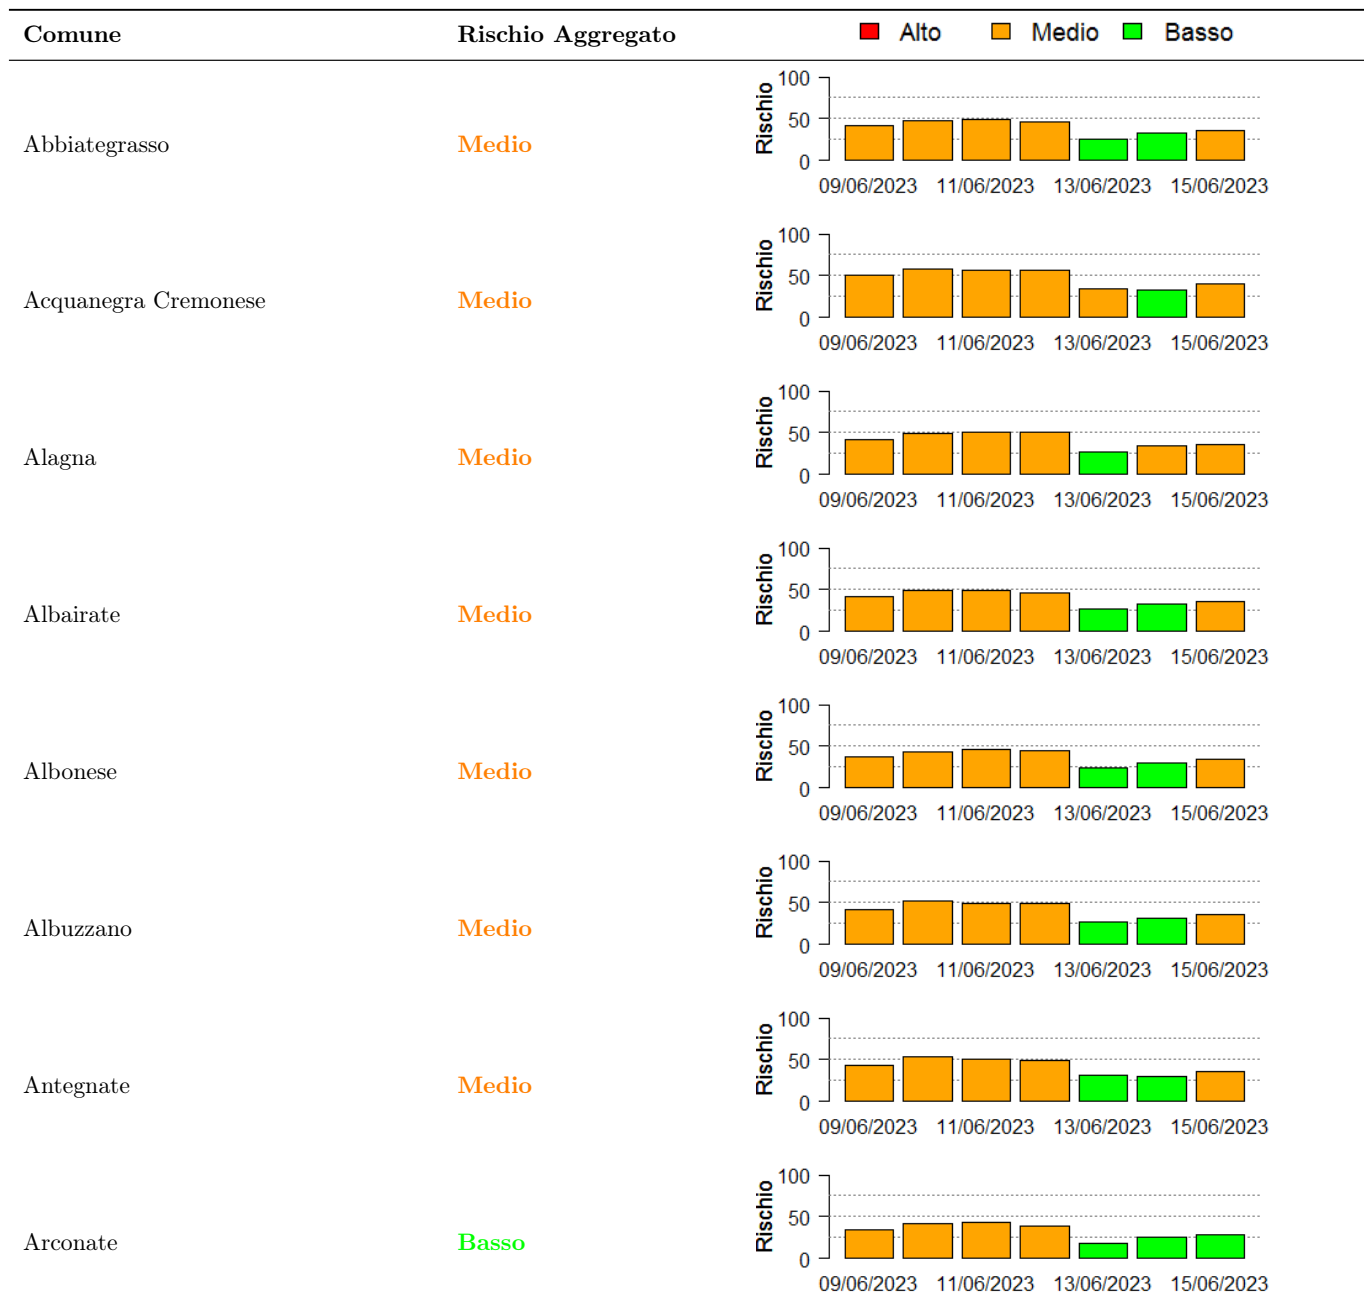 Comune Rischio Aggregato Alto Medio Basso
100
50
0
Rischio
Abbiategrasso Medio
09/06/2023 11/06/2023 13/06/2023 15/06/2023
100
50
0
Rischio
Acquanegra Cremonese Medio
09/06/2023 11/06/2023 13/06/2023 15/06/2023
100
50
0
Rischio
Alagna Medio
09/06/2023 11/06/2023 13/06/2023 15/06/2023
100
50
0
Rischio
Albairate Medio
09/06/2023 11/06/2023 13/06/2023 15/06/2023
100
50
0
Rischio
Albonese Medio
09/06/2023 11/06/2023 13/06/2023 15/06/2023
100
50
0
Rischio
Albuzzano Medio
09/06/2023 11/06/2023 13/06/2023 15/06/2023
100
50
0
Rischio
Antegnate Medio
09/06/2023 11/06/2023 13/06/2023 15/06/2023
100
50
0
Rischio
Arconate Basso
09/06/2023 11/06/2023 13/06/2023 15/06/2023